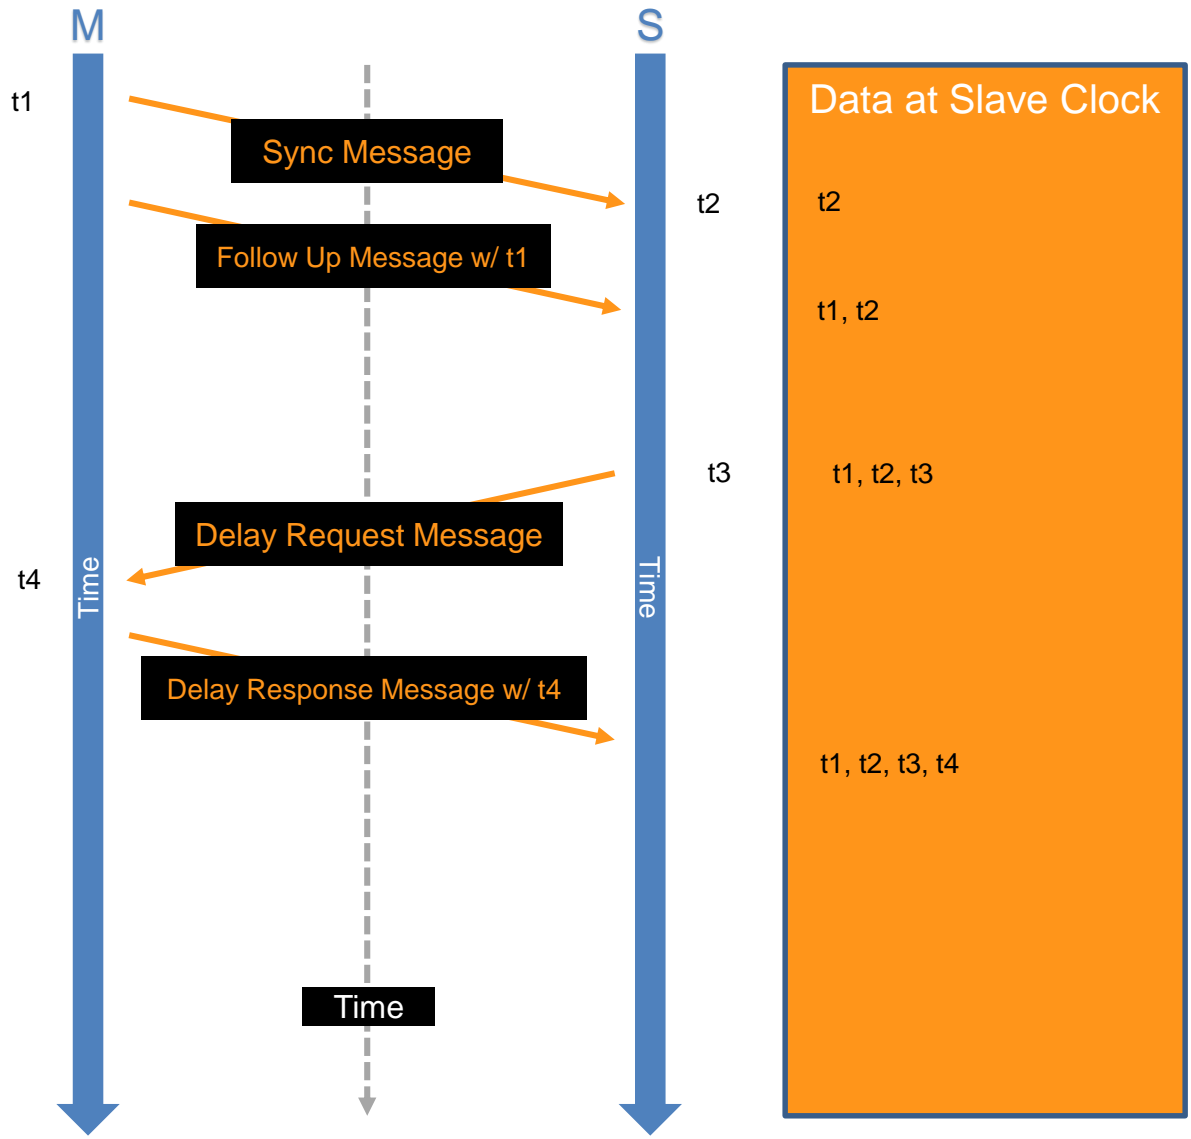 M
S
t1
Data at Slave Clock
Sync Message
t2
t2
Follow Up Message w/ t1
t1, t2
t3
t1, t2, t3
Delay Request Message
t4
Time
Time
Delay Response Message w/ t4
t1, t2, t3, t4
Time